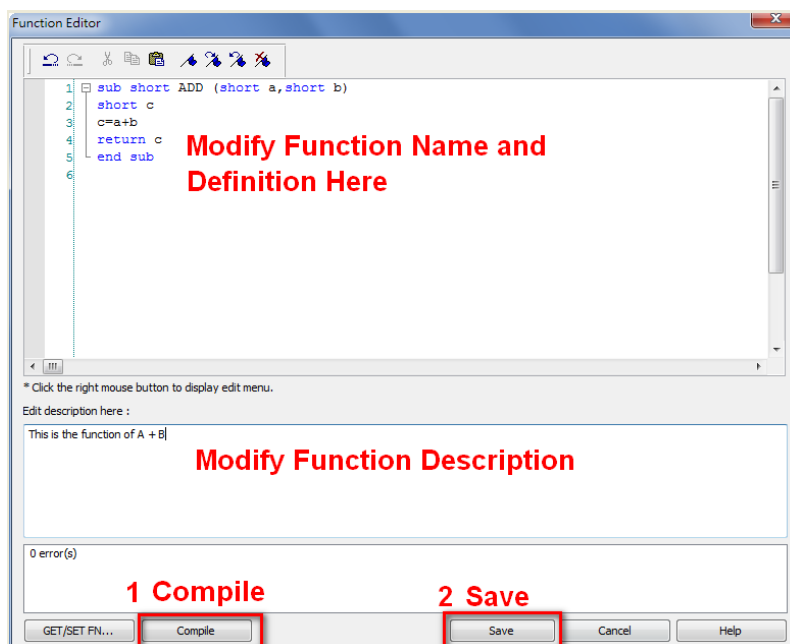 Function Editor
1 sub short ADD (short a,short b)
2 short c
3 c=a+b
4 return c
5 end sub
6
Modify Function Name and
Definition Here
* Click the right mouse button to display edit menu.
Edit description here :
This is the function of A + B
Modify Function Description
0 error(s)
1 Compile
2 Save
GET/SET FN... Compile Save Cancel Help